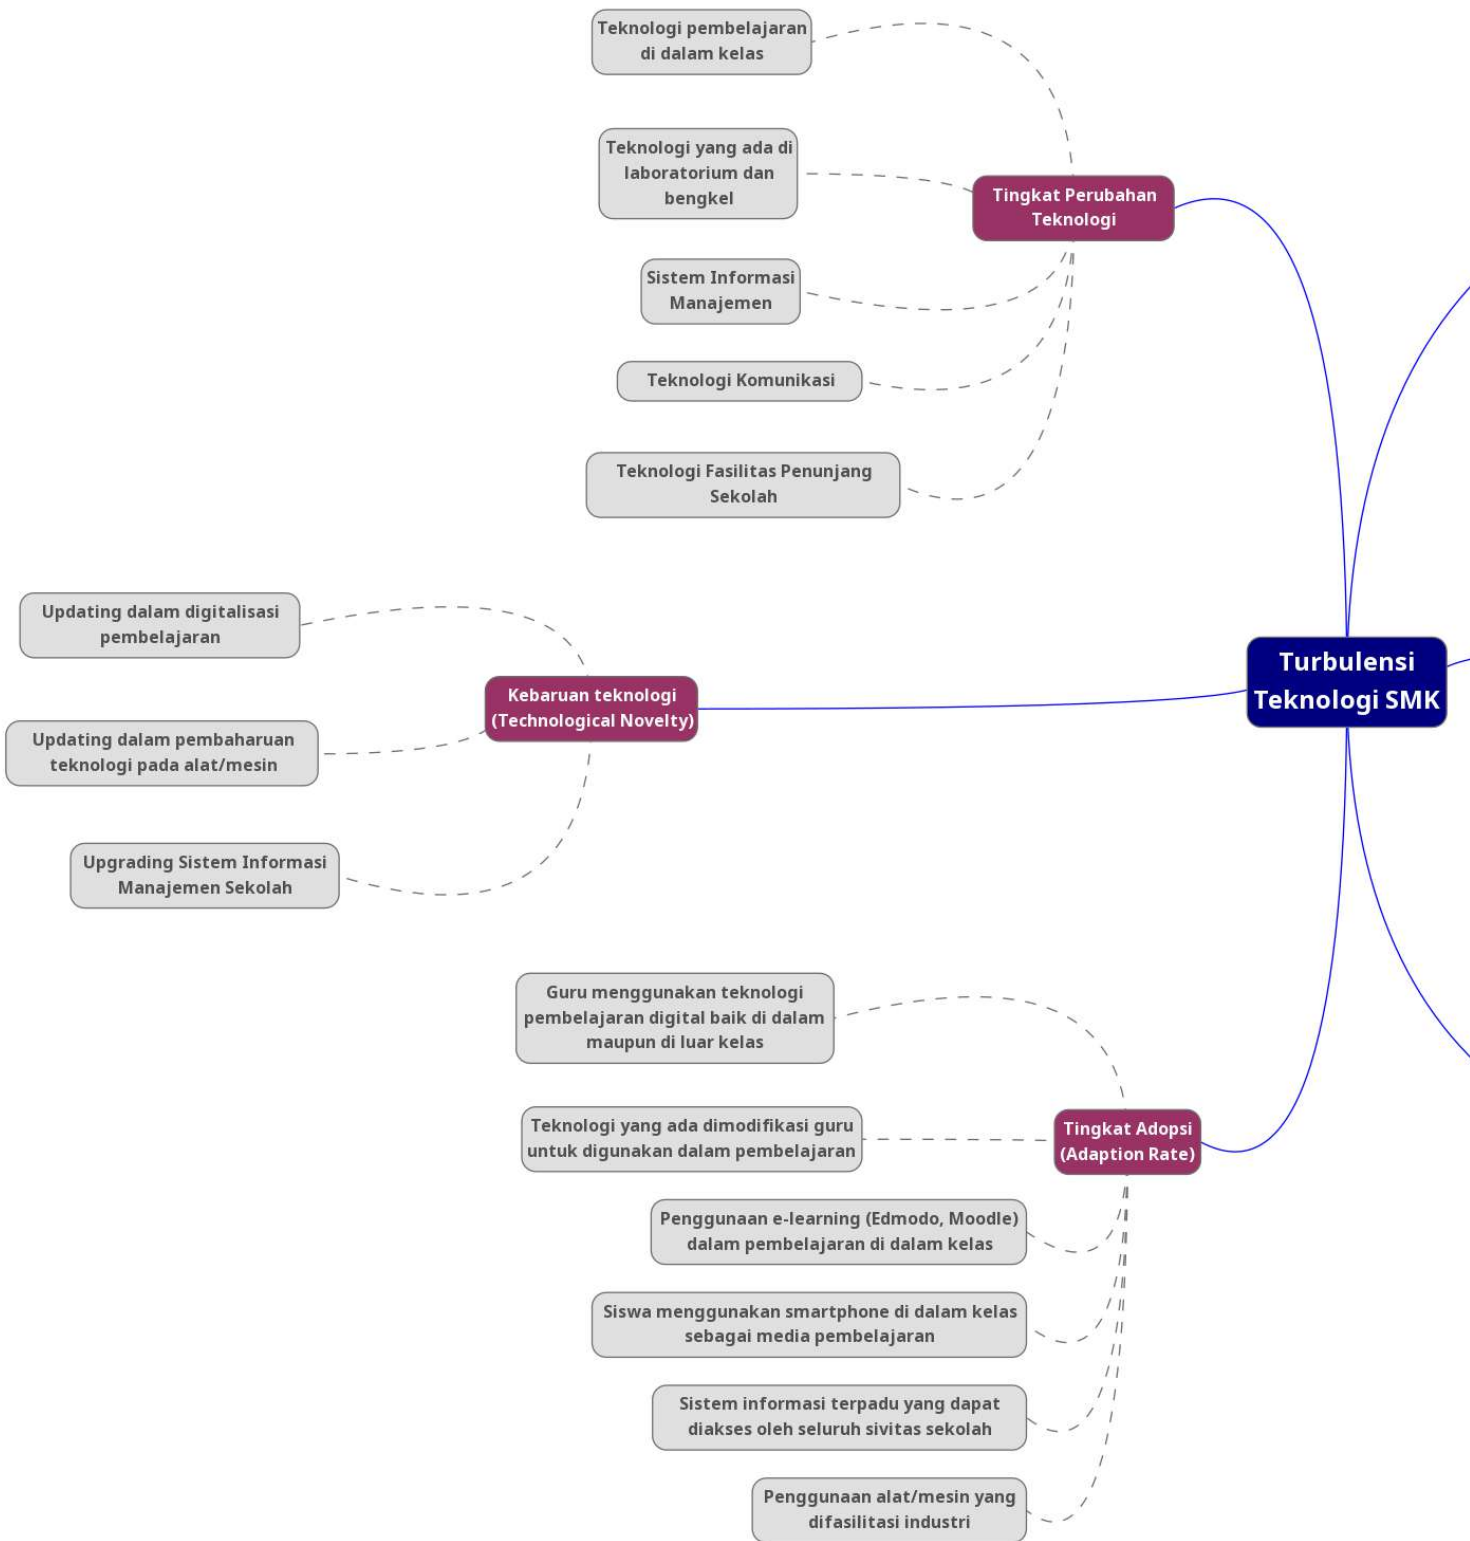 Teknologi pembelajaran
di dalam kelas
Teknologi yang ada di
laboratorium dan
bengkel
Tingkat Perubahan
Teknologi
Sistem Informasi
Manajemen
Teknologi Komunikasi
Teknologi Fasilitas Penunjang
Sekolah
Updating dalam digitalisasi
pembelajaran
Turbulensi
Teknologi SMK
Kebaruan teknologi
(Technological Novelty)
Updating dalam pembaharuan
teknologi pada alat/mesin
Upgrading Sistem Informasi
Manajemen Sekolah
Guru menggunakan teknologi
pembelajaran digital baik di dalam
maupun di luar kelas
Teknologi yang ada dimodifikasi guru
untuk digunakan dalam pembelajaran
Tingkat Adopsi
(Adaption Rate)
Penggunaan e-learning (Edmodo, Moodle)
dalam pembelajaran di dalam kelas
Siswa menggunakan smartphone di dalam kelas
sebagai media pembelajaran
Sistem informasi terpadu yang dapat
diakses oleh seluruh sivitas sekolah
Penggunaan alat/mesin yang
difasilitasi industri